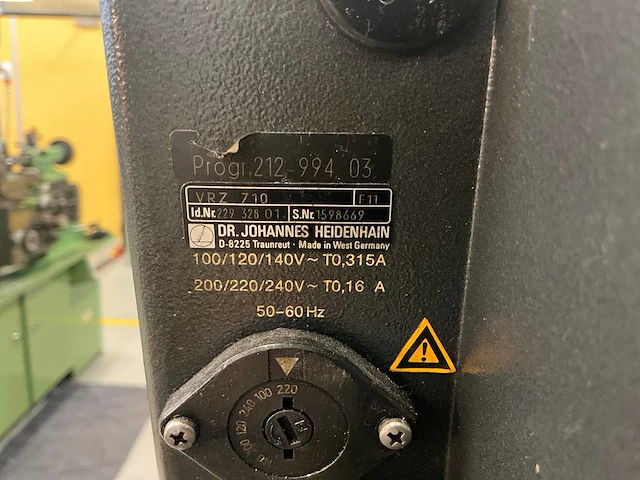 Progr. 212 994 03
VRZ 710 F11
Id.Nr. 229 328 01 S.Nr. 1598669
DR. JOHANNES HEIDENHAIN
D-8225 Traunreut · Made in West Germany
100/120/140V~ T0,315A
200/220/240V~ T0,16 A
50-60Hz
120 240 100 220